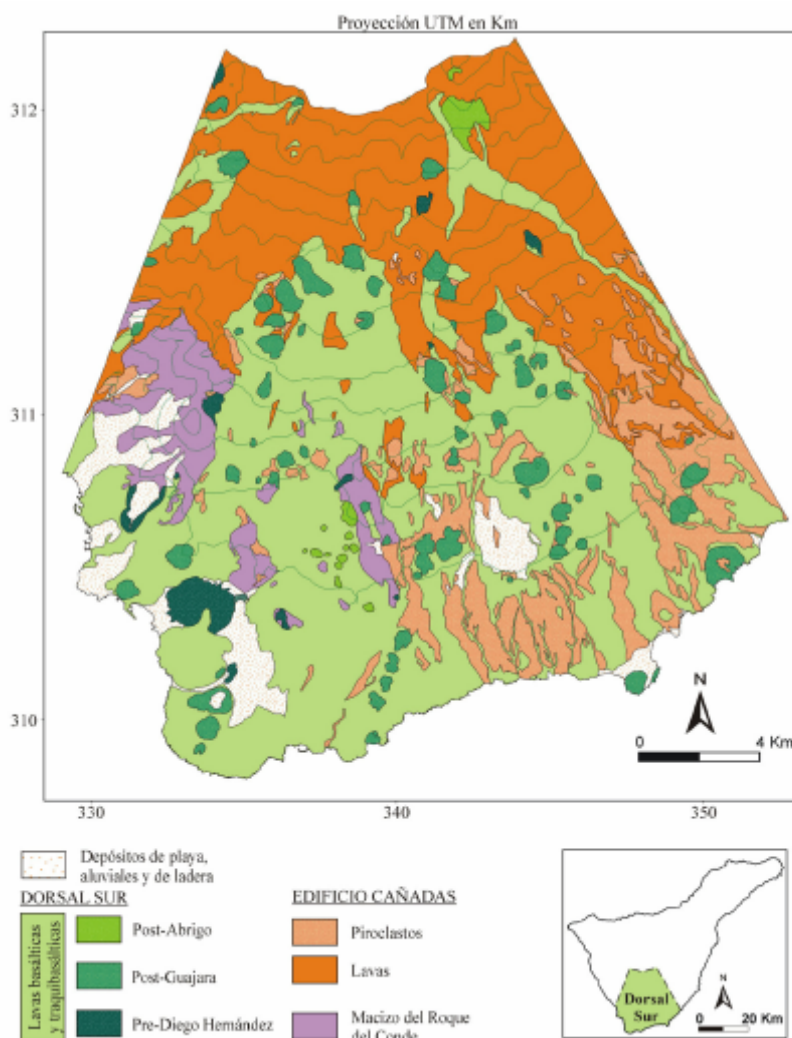 Proyección UTM en Km
312
311
310
330
340
350
N
0
4 Km
Depósitos de playa,
aluviales y de ladera
DORSAL SUR
Lavas basálticas
y traquibasálticas
Post-Abrigo
Post-Guajara
Pre-Diego Hernández
EDIFICIO CAÑADAS
Piroclastos
Lavas
Macizo del Roque
del Conde
Dorsal
Sur
N
0
20 Km